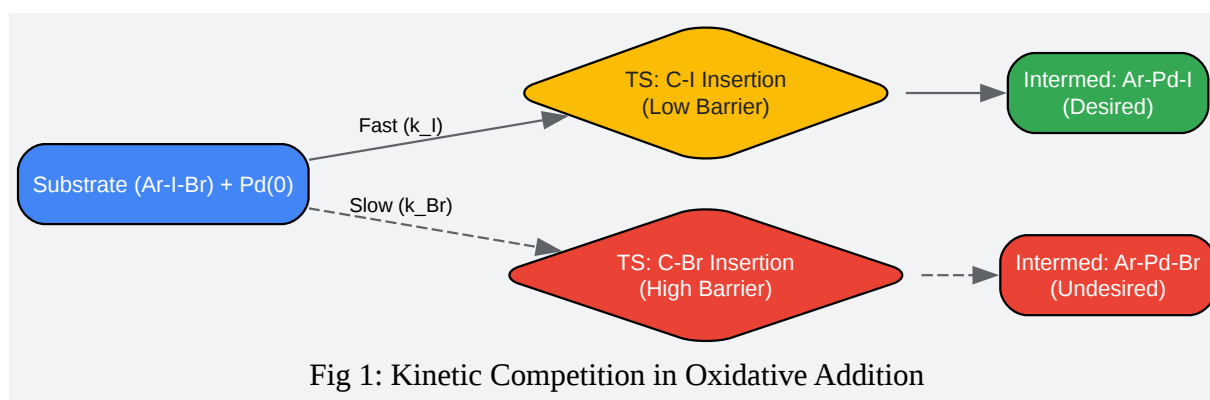 Substrate (Ar-I-Br) + Pd(0)
Fast (k_I)
TS: C-I Insertion
(Low Barrier)
Intermed: Ar-Pd-I
(Desired)
Slow (k_Br)
TS: C-Br Insertion
(High Barrier)
Intermed: Ar-Pd-Br
(Undesired)
Fig 1: Kinetic Competition in Oxidative Addition